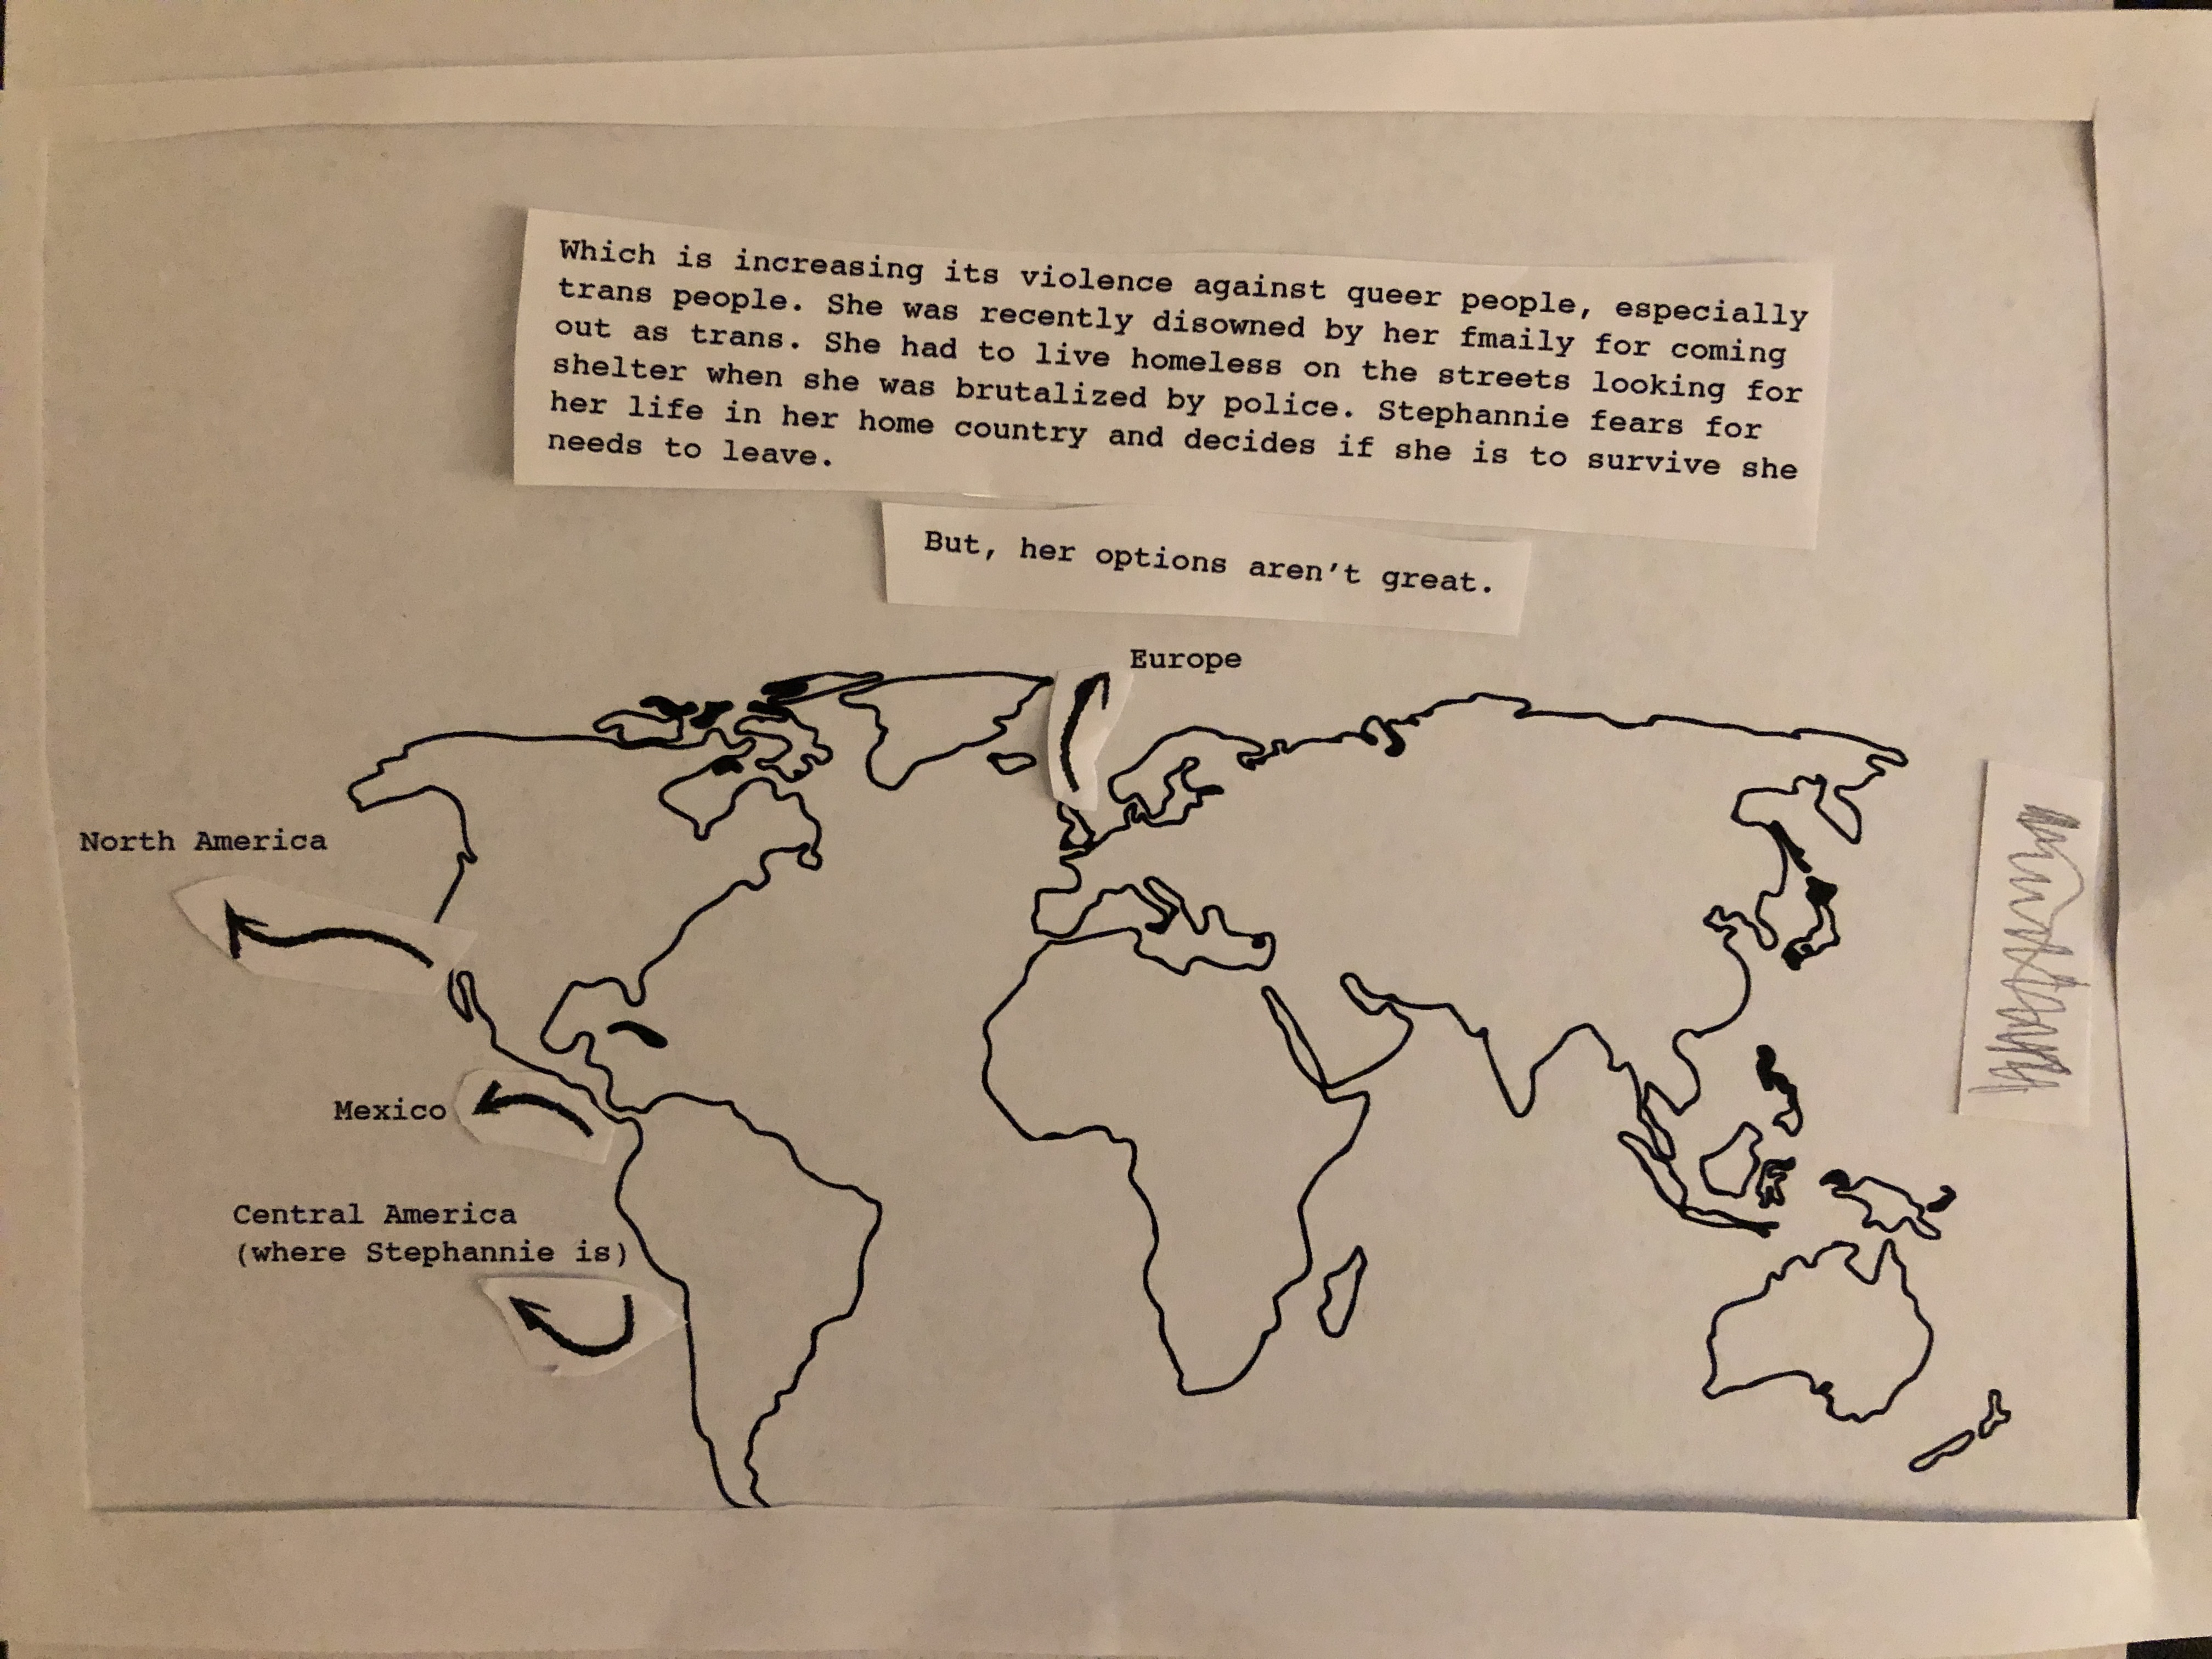 Which is increasing its violence against queer people, especially
trans people. She was recently disowned by her fmaily for coming
out as trans. She had to live homeless on the streets looking for
shelter when she was brutalized by police. Stephannie fears for
her life in her home country and decides if she is to survive she
needs to leave.
But, her options aren't great.
Europe
North America
Mexico
Central America
(where Stephannie is)